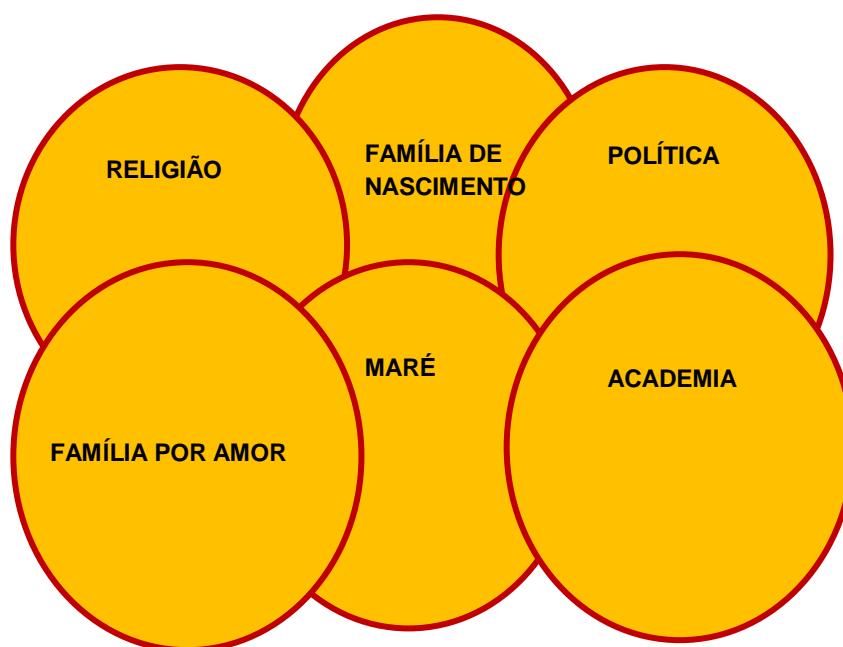 RELIGIÃO
FAMÍLIA DE
NASCIMENTO
POLÍTICA
FAMÍLIA POR AMOR
MARÉ
ACADEMIA